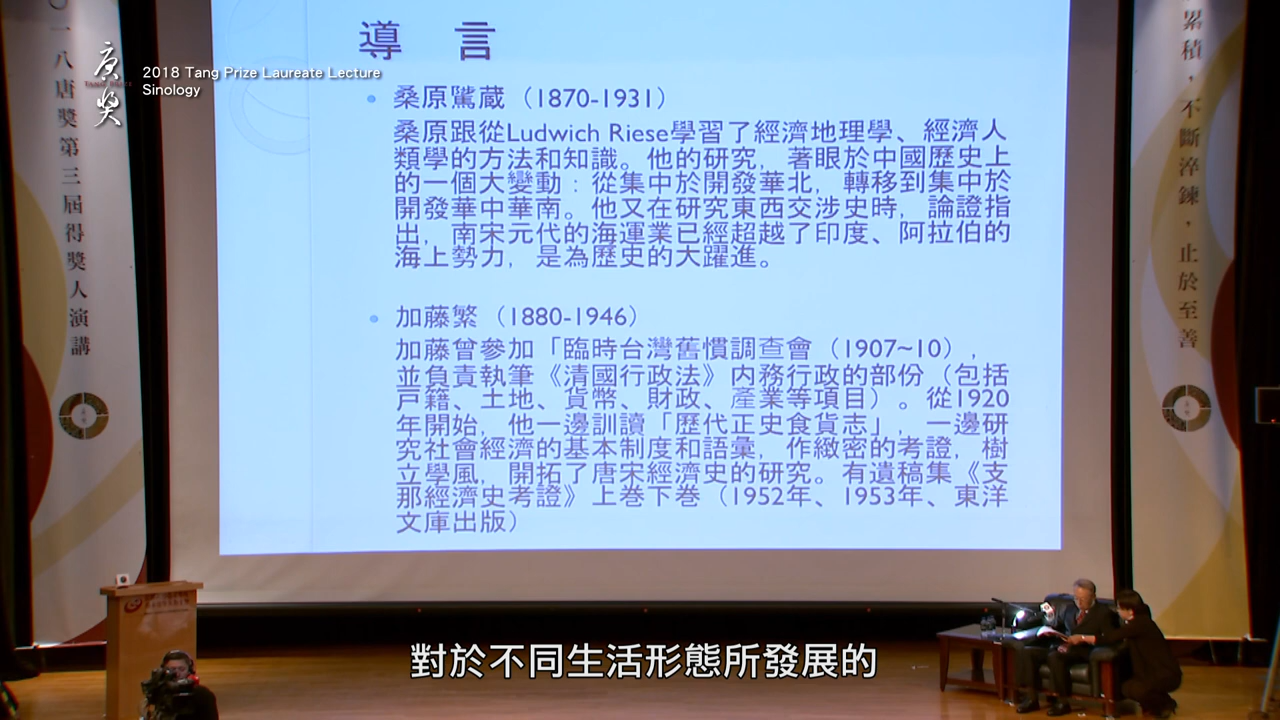 導 言
唐獎
2018 Tang Prize Laureate Lecture
Sinology
• 桑原騭蔵（1870-1931）
桑原跟從Ludwich Riese學習了經濟地理學、經濟人
類學的方法和知識。他的研究，著眼於中國歷史上
的一個大變動：從集中於開發華北，轉移到集中於
開發華中華南。他又在研究東西交涉史時，論證指
出，南宋元代的海運業已經超越了印度、阿拉伯的
海上勢力，是為歷史的大躍進。
• 加藤繁（1880-1946）
加藤曾參加「臨時台灣舊慣調查會（1907~10），
並負責執筆《清國行政法》内務行政的部份（包括
戸籍、土地、貨幣、財政、產業等項目）。從1920
年開始，他一邊訓讀「歷代正史食貨志」，一邊研
究社會經濟的基本制度和語彙，作緻密的考證，樹
立學風，開拓了唐宋經濟史的研究。有遺稿集《支
那經濟史考證》上巻下巻（1952年、1953年、東洋
文庫出版）
〇一八唐獎第三屆得獎人演講
累積，不斷淬鍊，止於至善
對於不同生活形態所發展的